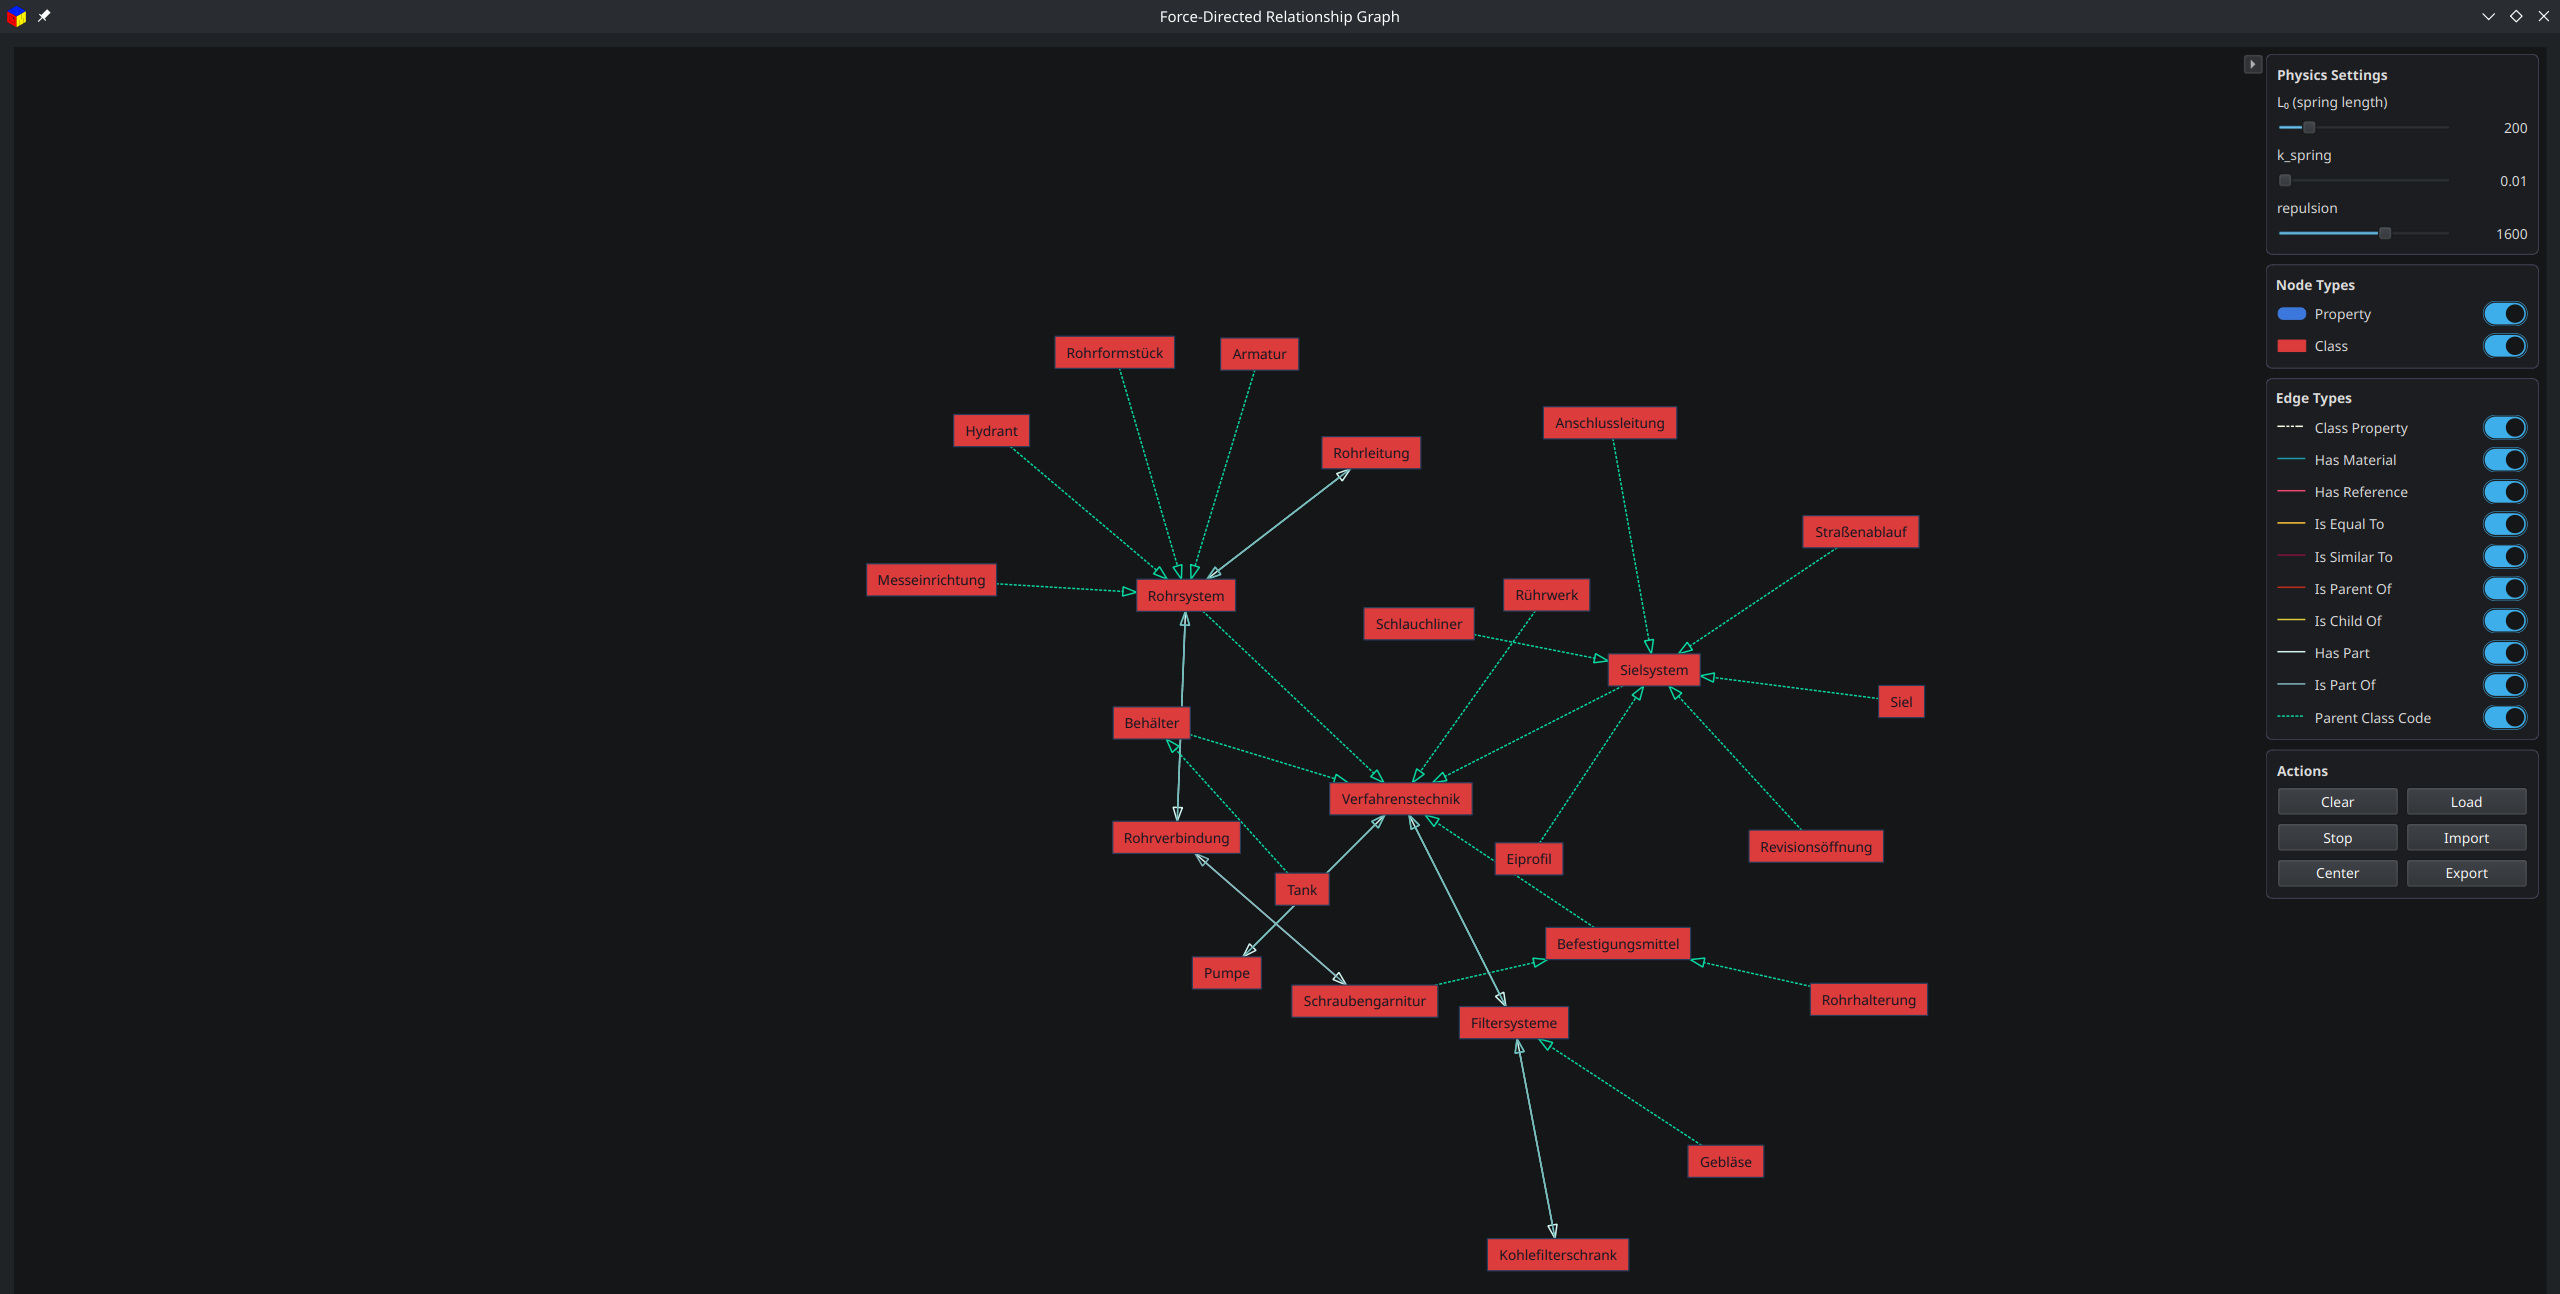 Force-Directed Relationship Graph
Rohrformstück
Armatur
Hydrant
Rohrleitung
Anschlussleitung
Straßenablauf
Messeinrichtung
Rohrsystem
Rührwerk
Schlauchliner
Sielsystem
Siel
Behälter
Verfahrenstechnik
Rohrverbindung
Eiprofil
Revisionsöffnung
Tank
Befestigungsmittel
Pumpe
Schraubengarnitur
Rohrhalterung
Filtersysteme
Gebläse
Kohlefilterschrank
Physics Settings
L₀ (spring length)
200
k_spring
0.01
repulsion
1600
Node Types
Property
Class
Edge Types
Class Property
Has Material
Has Reference
Is Equal To
Is Similar To
Is Parent Of
Is Child Of
Has Part
Is Part Of
Parent Class Code
Actions
Clear Load
Stop Import
Center Export